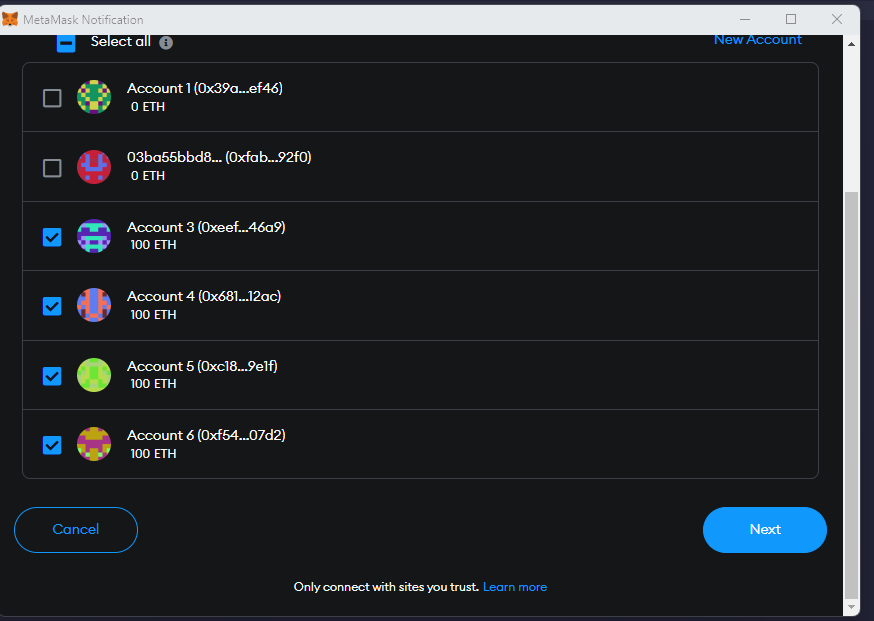 MetaMask Notification
Select all
New Account
Account 1 (0x39a...ef46)
0 ETH
03ba55bbd8... (0xfab...92f0)
0 ETH
Account 3 (0xeef...46a9)
100 ETH
Account 4 (0x681...12ac)
100 ETH
Account 5 (0xc18...9e1f)
100 ETH
Account 6 (0xf54...07d2)
100 ETH
Cancel
Next
Only connect with sites you trust. Learn more